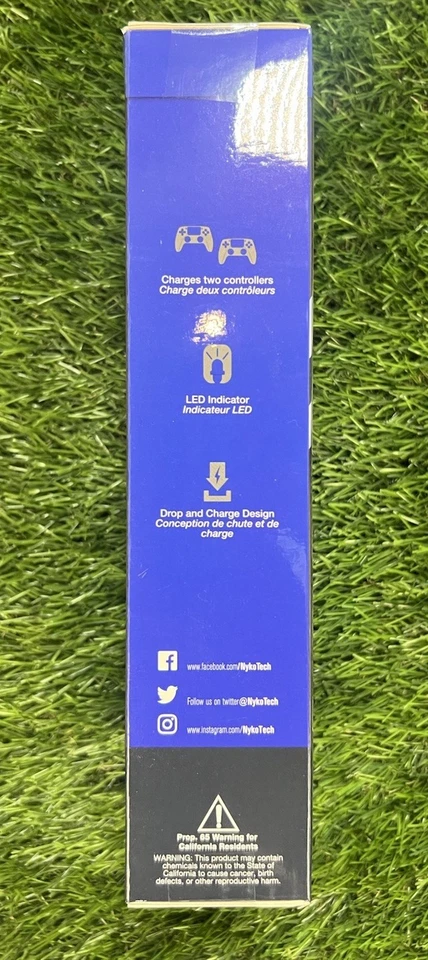 Charges two controllers
Charge deux contrôleurs
LED Indicator
Indicateur LED
Drop and Charge Design
Conception de chute et de
charge
www.facebook.com/NykoTech
Follow us on twitter@NykoTech
www.instagram.com/NykoTech
Prop. 65 Warning for
California Residents
WARNING: This product may contain
chemicals known to the State of
California to cause cancer, birth
defects, or other reproductive harm.